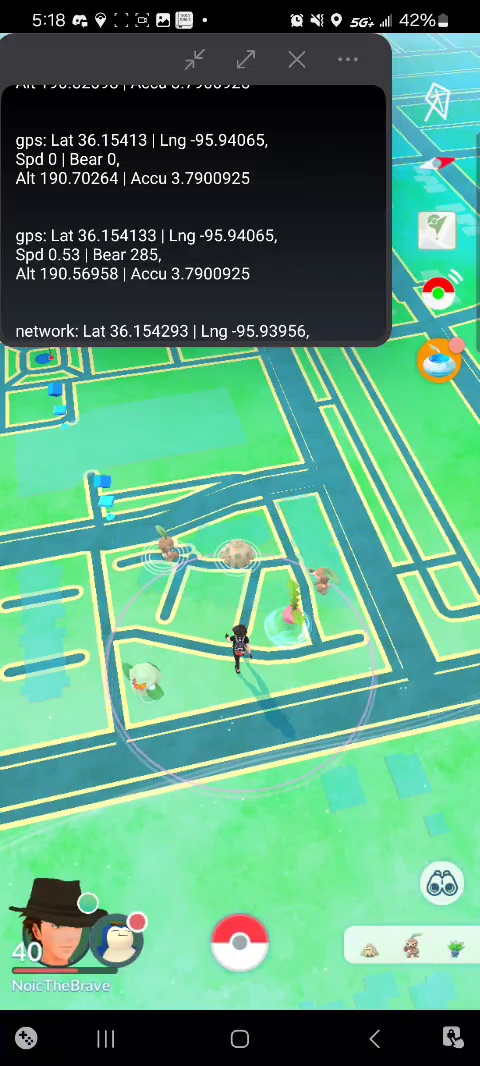 5:18
5G+
42%
gps: Lat 36.15413 | Lng -95.94065,
Spd 0 | Bear 0,
Alt 190.70264 | Accu 3.7900925
gps: Lat 36.154133 | Lng -95.94065,
Spd 0.53 | Bear 285,
Alt 190.56958 | Accu 3.7900925
network: Lat 36.154293 | Lng -95.93956,
40
NoicTheBrave